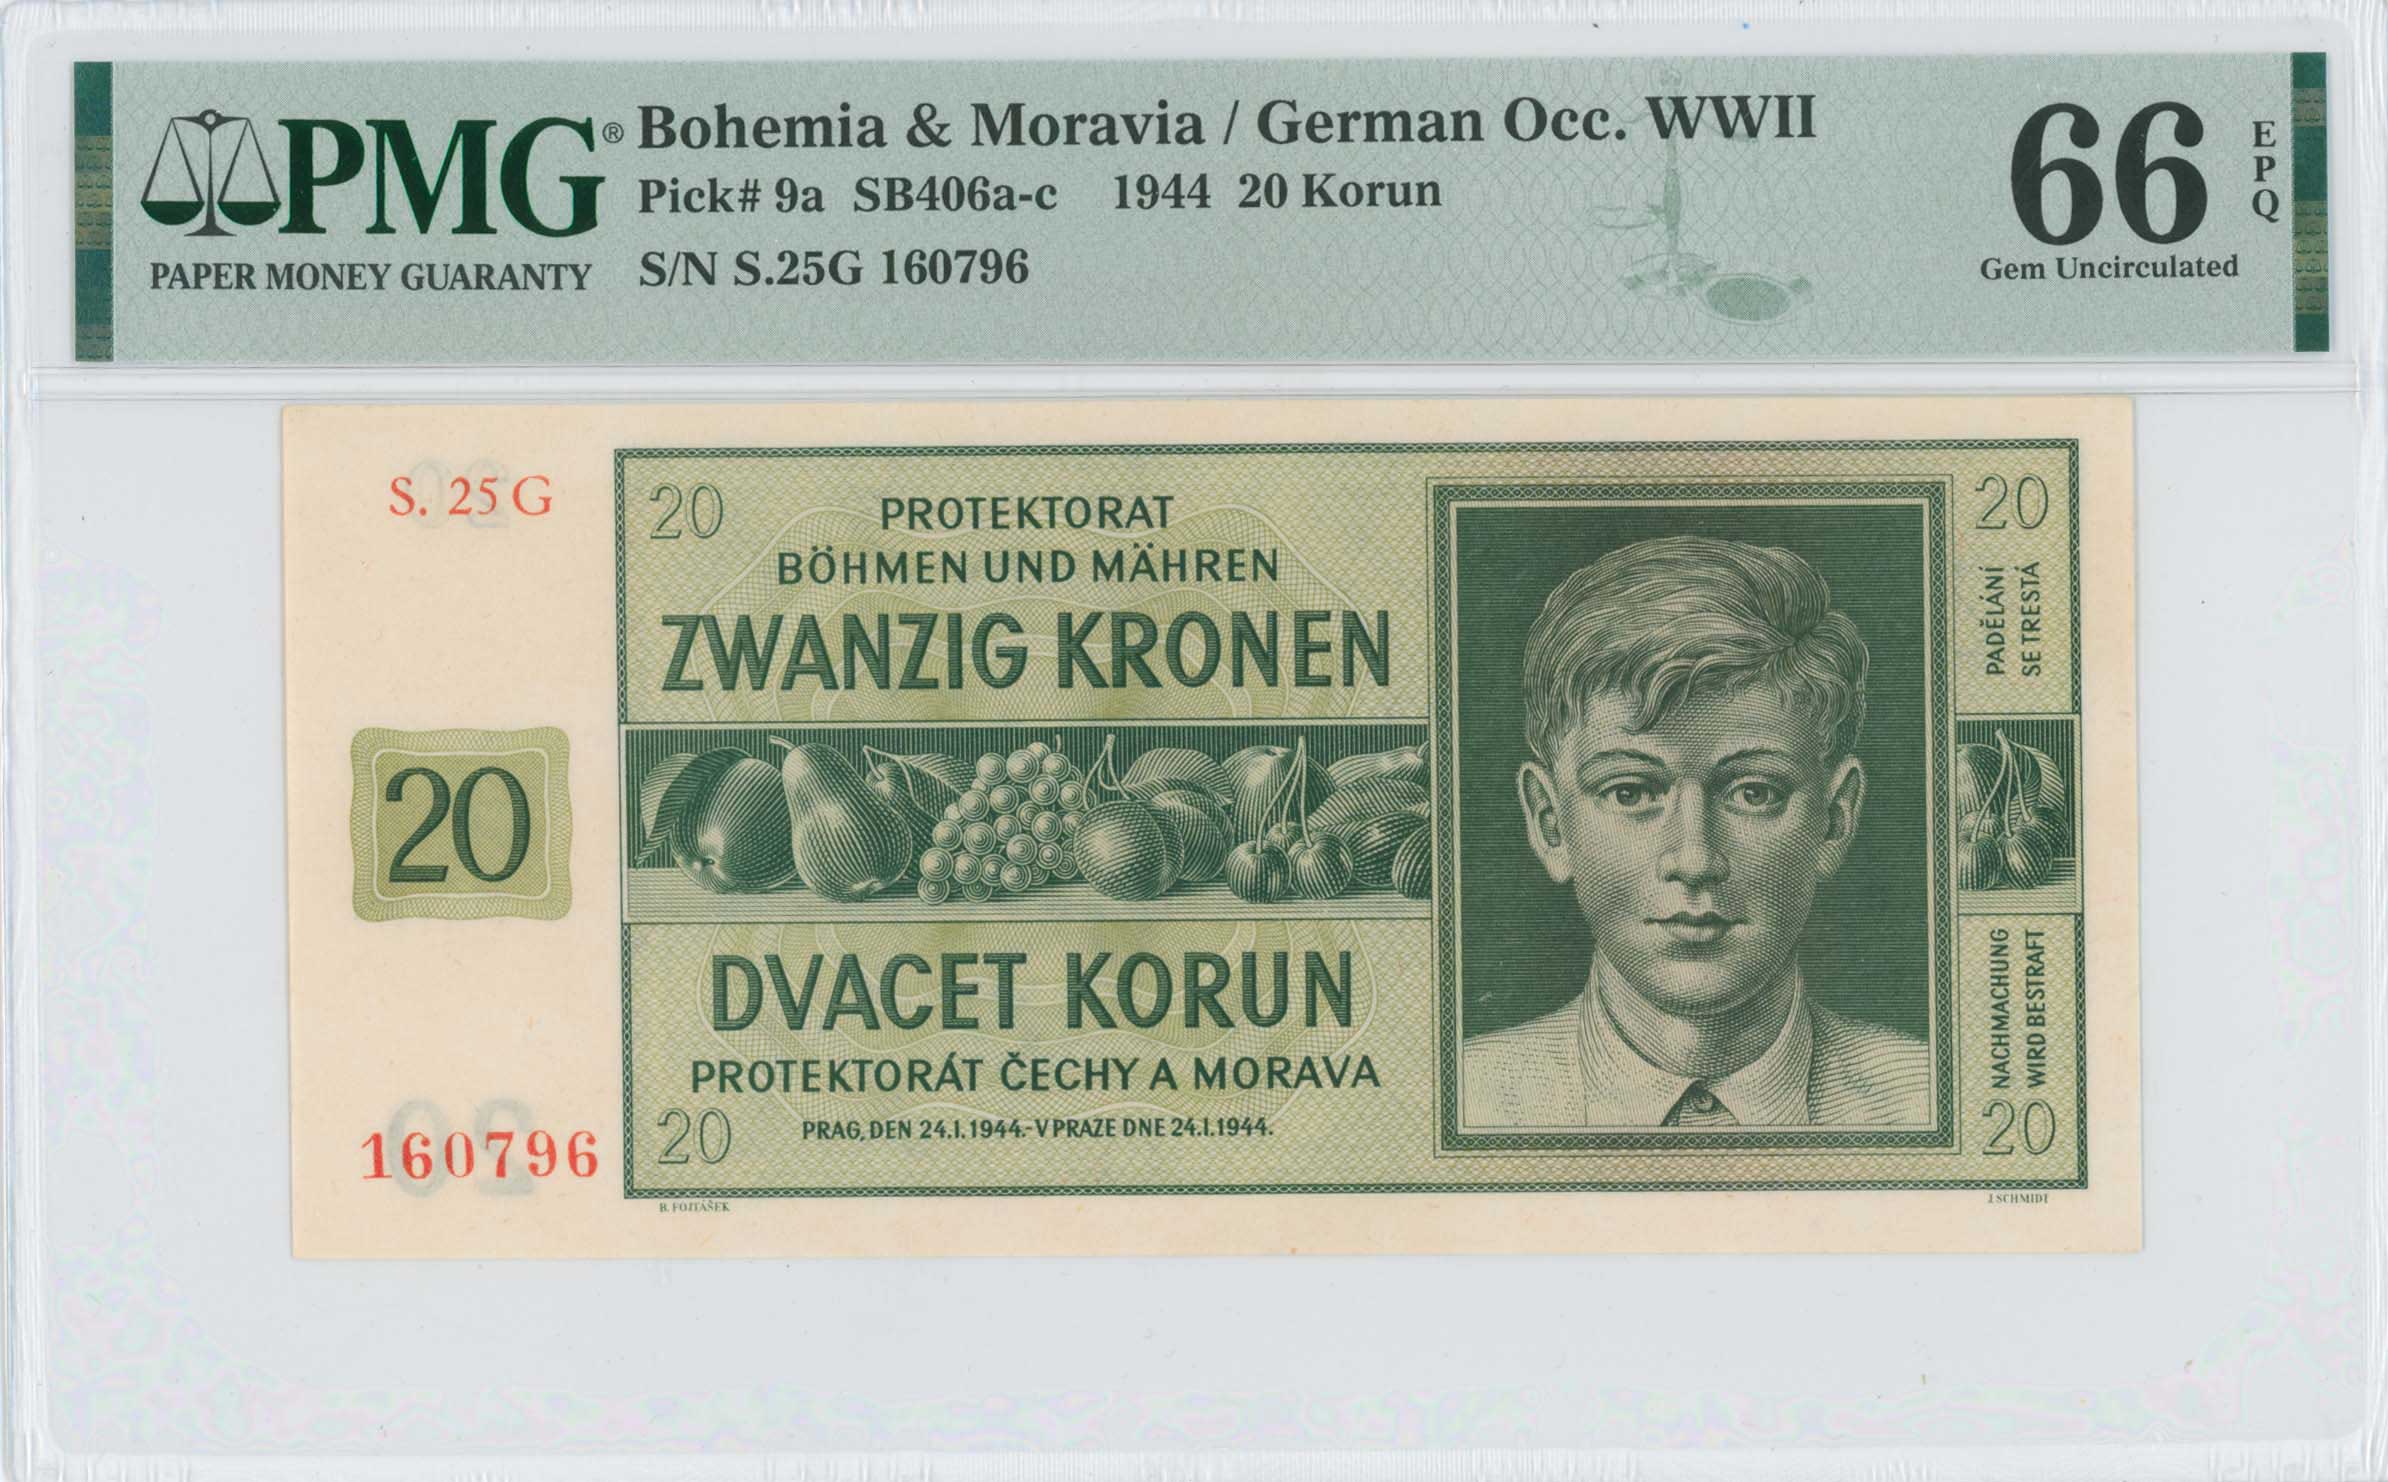 PMG®
PAPER MONEY GUARANTY
Bohemia & Moravia / German Occ. WWII
Pick# 9a SB406a-c 1944 20 Korun
S/N S.25G 160796
66
EPQ
Gem Uncirculated
S. 25 G
20
160796
20
PROTEKTORAT
BÖHMEN UND MÄHREN
ZWANZIG KRONEN
DVACET KORUN
PROTEKTORÁT ČECHY A MORAVA
20
PRAG, DEN 24.I.1944.-V PRAZE DNE 24.I.1944.
20
PADĚLÁNÍ
SE TRESTÁ
NACHMACHUNG
WIRD BESTRAFT
20
B. FOJTÁŠEK
J. SCHMIDT